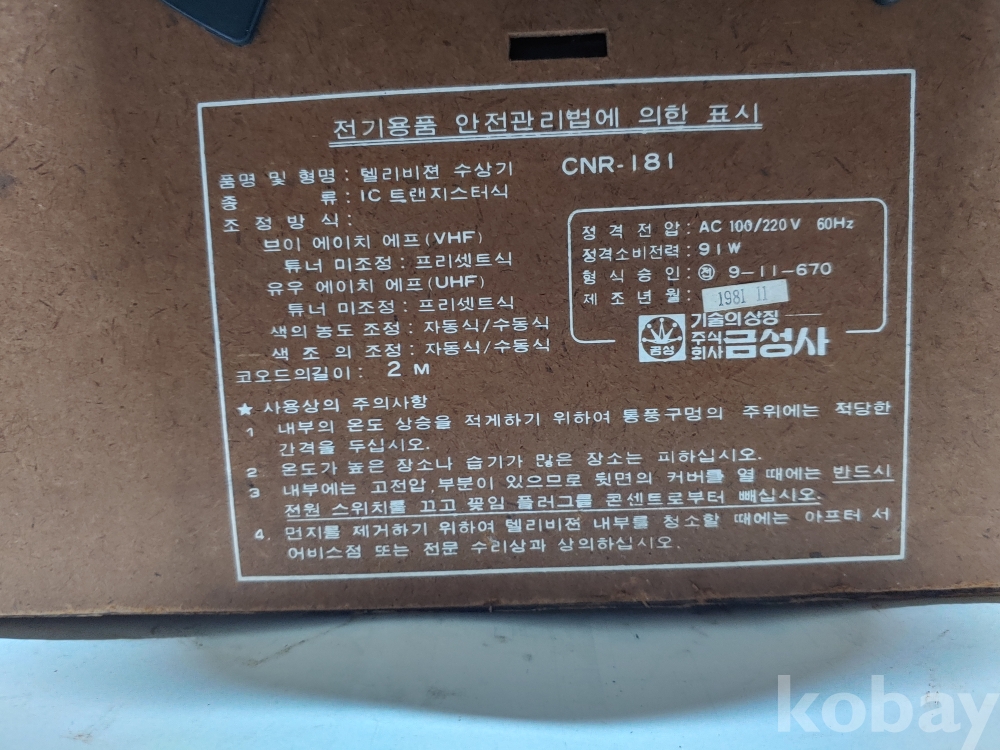 전기용품 안전관리법에 의한 표시
품명 및 형명 : 텔리비젼 수상기 CNR-181
종 류 : IC 트랜지스터식
조 정 방 식 :
브이 에이치 에프 (VHF)
튜너 미조정 : 프리셋트식
유우 에이치 에프 (UHF)
튜너 미조정 : 프리셋트식
색의 농도 조정 : 자동식/수동식
색 조 의 조정 : 자동식/수동식
코오드의길이 : 2 M
정 격 전 압 : AC 100/220 V 60Hz
정격소비전력 : 91W
형 식 승 인 : 전 9-11-670
제 조 년 월 : 1981 11
금성
기술의상징
주식회사 금성사
★ 사용상의 주의사항
1 내부의 온도 상승을 적게하기 위하여 통풍구멍의 주위에는 적당한
간격을 두십시오.
2 온도가 높은 장소나 습기가 많은 장소는 피하십시오.
3 내부에는 고전압,부분이 있으므로 뒷면의 커버를 열 때에는 반드시
전원 스위치를 끄고 꽂임 플러그를 콘센트로부터 빼십시오.
4. 먼지를 제거하기 위하여 텔리비젼 내부를 청소할 때에는 아프터 서
어비스점 또는 전문 수리상과 상의하십시오.
kobay